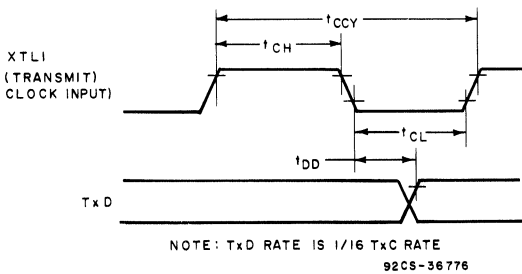 tCCY
tCH
XTLI
(TRANSMIT)
CLOCK INPUT)
tCL
tDD
TxD
NOTE: TxD RATE IS 1/16 TxC RATE
92CS-36776